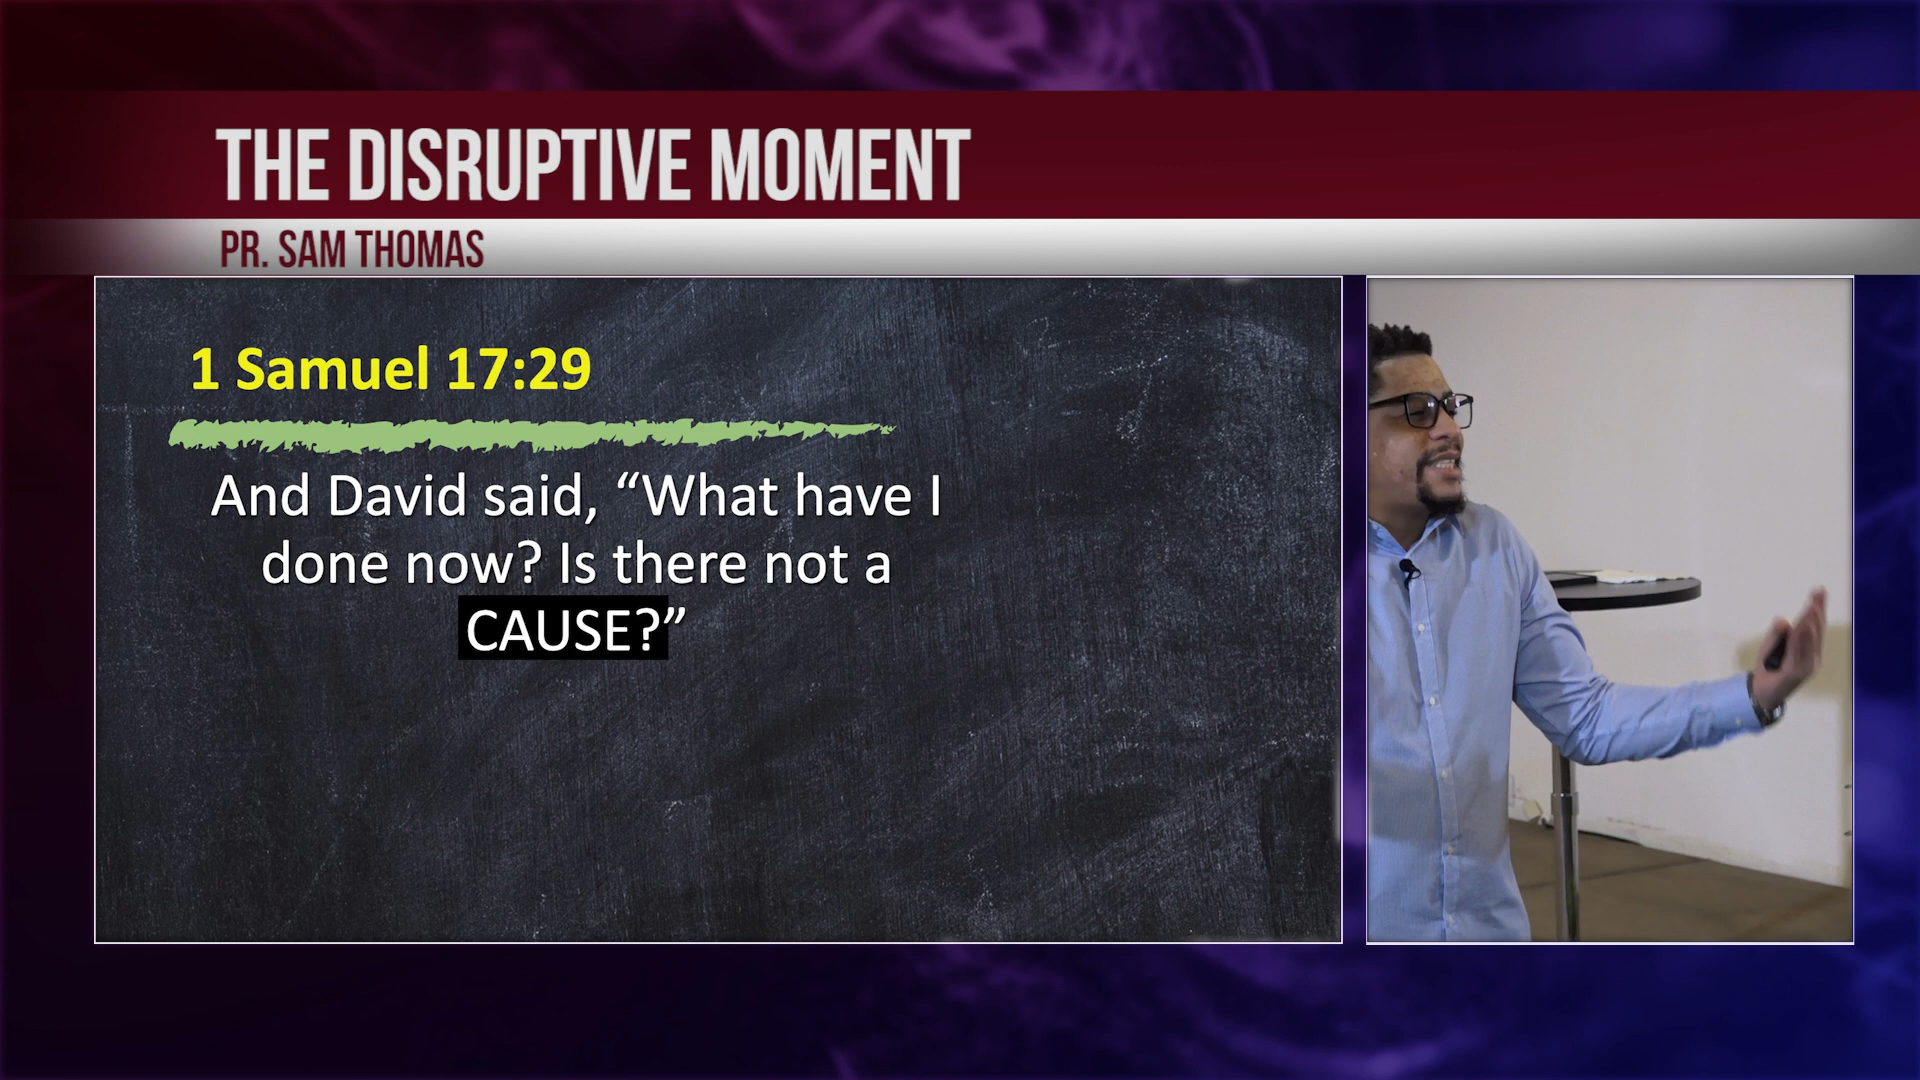 THE DISRUPTIVE MOMENT
PR. SAM THOMAS
1 Samuel 17:29
And David said, “What have I
done now? Is there not a
CAUSE?”